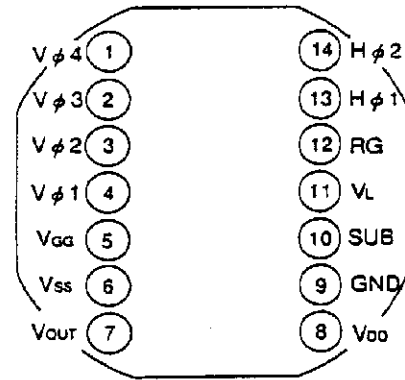 Vφ4 1 14 Hφ2
Vφ3 2 13 Hφ1
Vφ2 3 12 RG
Vφ1 4 11 VL
VGG 5 10 SUB
VSS 6 9 GND
VOUT 7 8 VDD